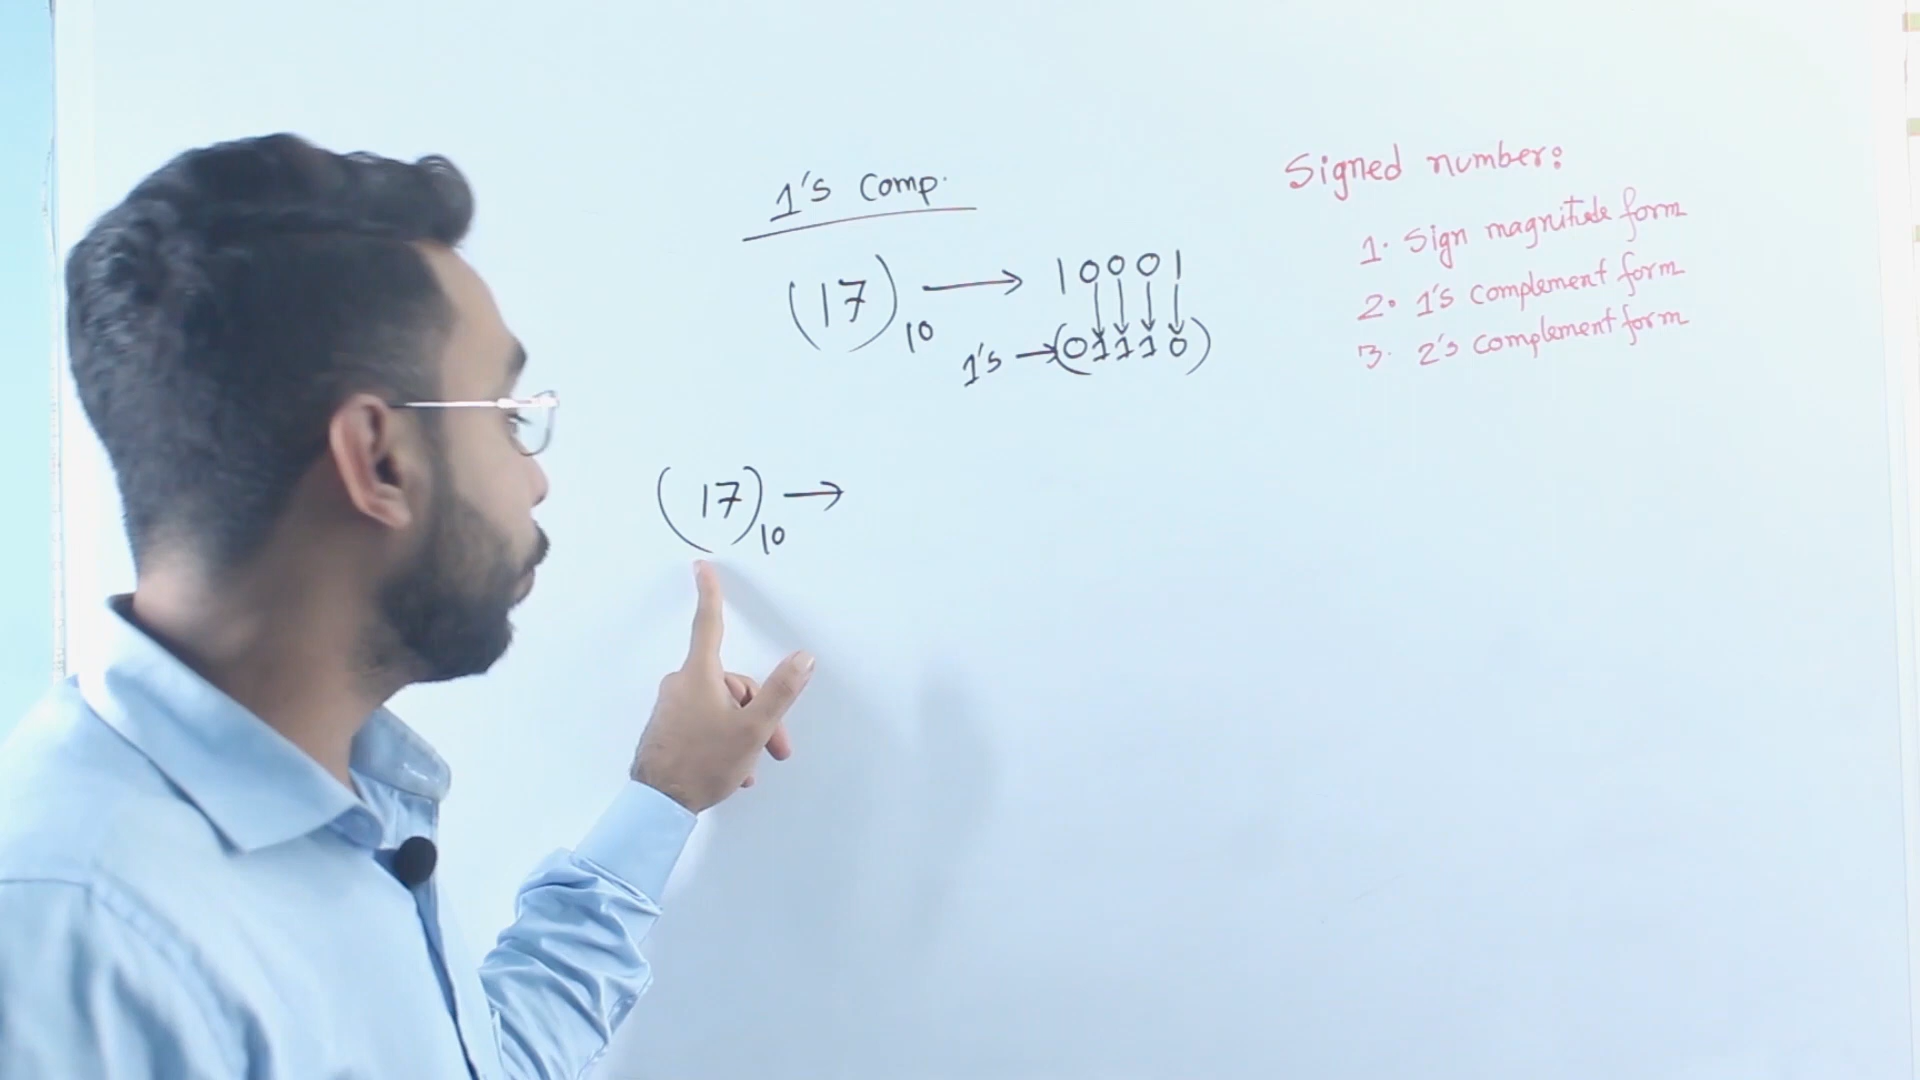 1's Comp.
(17)10 → 10001
1's → (01110)
(17)10 →
Signed number:
1. Sign magnitude form
2. 1's complement form
3. 2's complement form